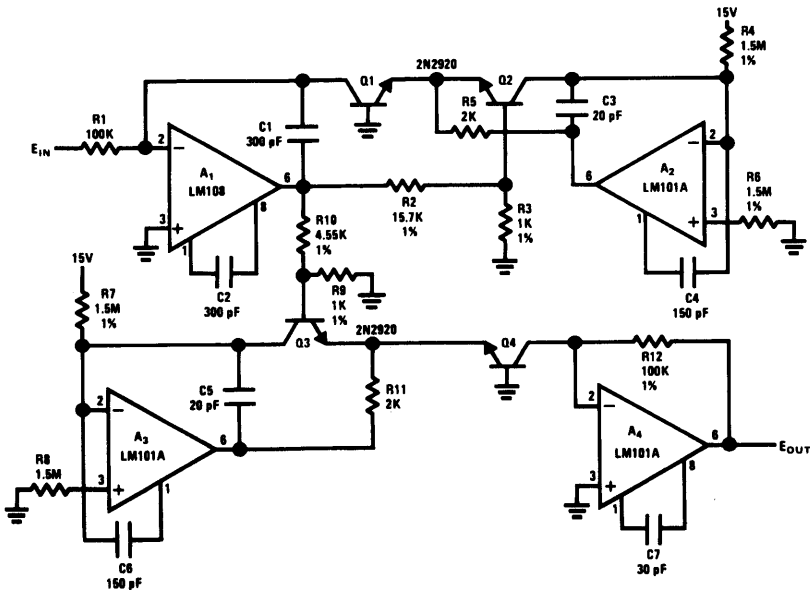 15V
R4
1.5M
1%
2N2920
Q1
Q2
R1
100K
C1
300 pF
R5
2K
C3
20 pF
E_IN
2
−
A₁
LM108
6
8
3
+
1
R2
15.7K
1%
6
A₂
LM101A
2
−
R6
1.5M
1%
+
3
1
R10
4.55K
1%
R3
1K
1%
C2
300 pF
C4
150 pF
15V
R9
1K
1%
R7
1.5M
1%
2N2920
Q3
Q4
C5
20 pF
R11
2K
R12
100K
1%
2
−
A₃
LM101A
6
2
−
A₄
LM101A
6
E_OUT
R8
1.5M
3
+
1
3
+
1
8
C6
150 pF
C7
30 pF